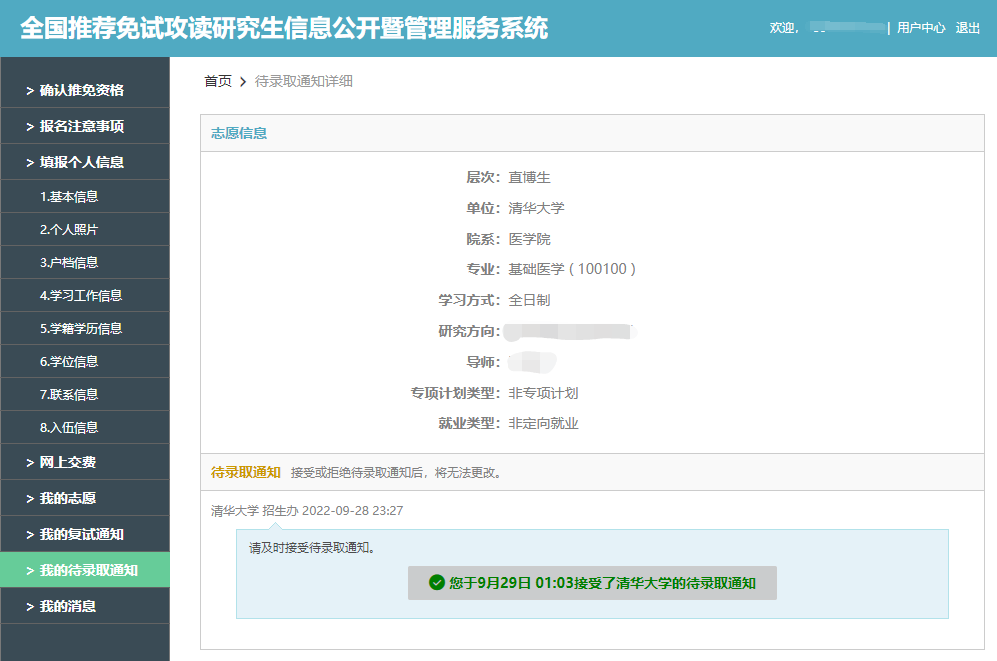 全国推荐免试攻读研究生信息公开暨管理服务系统
欢迎, | 用户中心 退出
首页 > 待录取通知详细
> 确认推免资格
> 报名注意事项
> 填报个人信息
1.基本信息
2.个人照片
3.户档信息
4.学习工作信息
5.学籍学历信息
6.学位信息
7.联系信息
8.入伍信息
> 网上交费
> 我的志愿
> 我的复试通知
> 我的待录取通知
> 我的消息
志愿信息
层次: 直博生
单位: 清华大学
院系: 医学院
专业: 基础医学 ( 100100 )
学习方式: 全日制
研究方向:
导师:
专项计划类型: 非专项计划
就业类型: 非定向就业
待录取通知 接受或拒绝待录取通知后，将无法更改。
清华大学 招生办 2022-09-28 23:27
请及时接受待录取通知。
您于9月29日 01:03接受了清华大学的待录取通知